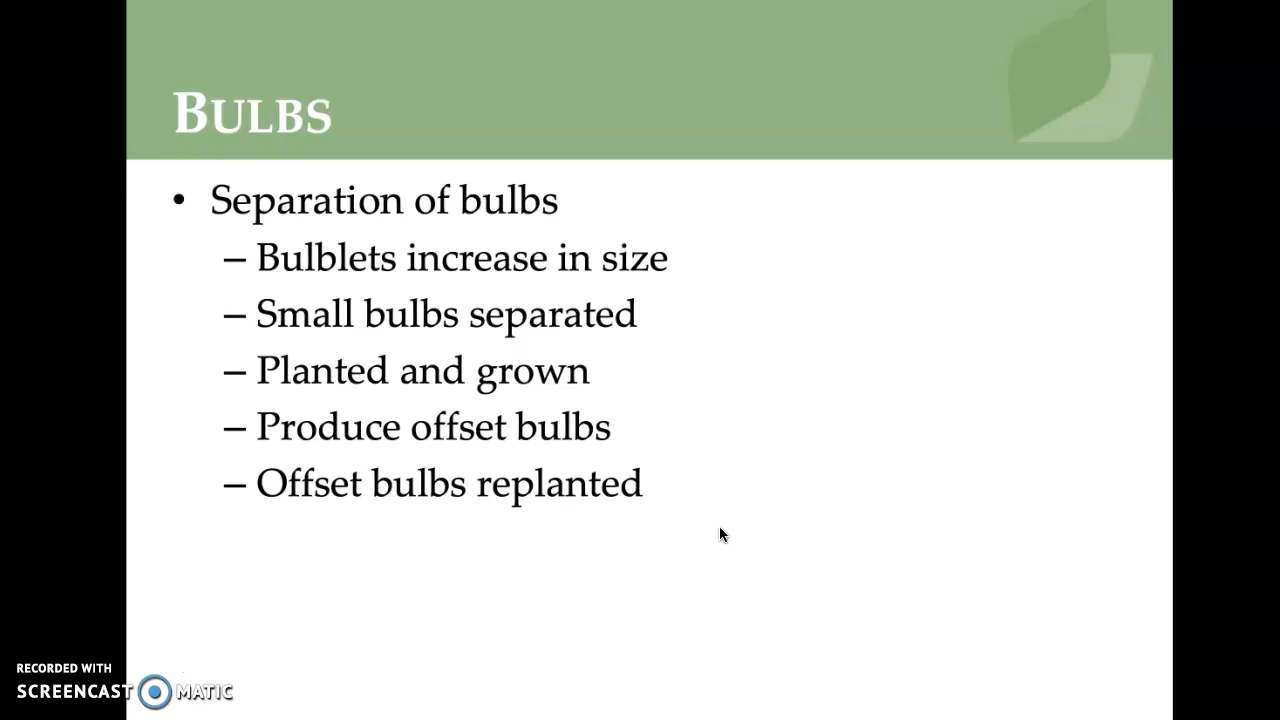 BULBS
• Separation of bulbs
– Bulblets increase in size
– Small bulbs separated
– Planted and grown
– Produce offset bulbs
– Offset bulbs replanted
RECORDED WITH
SCREENCAST MATIC